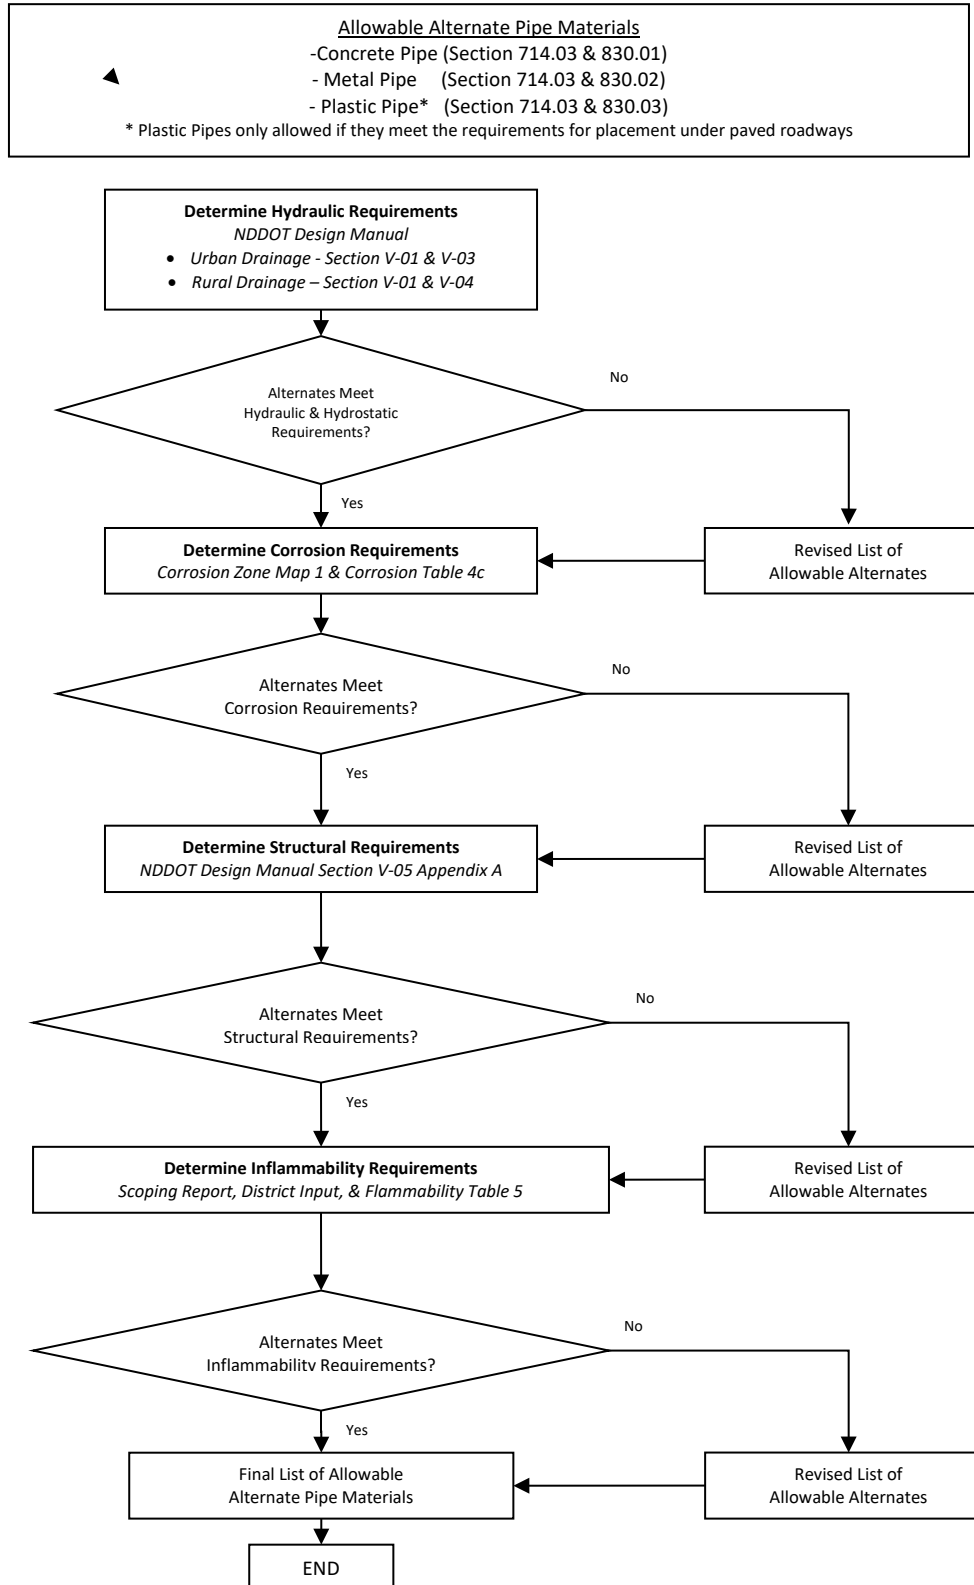 Allowable Alternate Pipe Materials
-Concrete Pipe (Section 714.03 & 830.01)
- Metal Pipe (Section 714.03 & 830.02)
- Plastic Pipe* (Section 714.03 & 830.03)
* Plastic Pipes only allowed if they meet the requirements for placement under paved roadways
Determine Hydraulic Requirements
NDDOT Design Manual
• Urban Drainage - Section V-01 & V-03
• Rural Drainage – Section V-01 & V-04
Alternates Meet
Hydraulic & Hydrostatic
Requirements?
No
Yes
Determine Corrosion Requirements
Corrosion Zone Map 1 & Corrosion Table 4c
Revised List of
Allowable Alternates
Alternates Meet
Corrosion Requirements?
No
Yes
Determine Structural Requirements
NDDOT Design Manual Section V-05 Appendix A
Revised List of
Allowable Alternates
Alternates Meet
Structural Requirements?
No
Yes
Determine Inflammability Requirements
Scoping Report, District Input, & Flammability Table 5
Revised List of
Allowable Alternates
Alternates Meet
Inflammability Requirements?
No
Yes
Final List of Allowable
Alternate Pipe Materials
Revised List of
Allowable Alternates
END